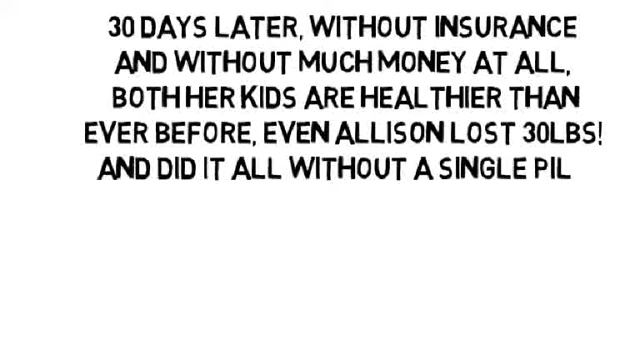 30 DAYS LATER, WITHOUT INSURANCE
AND WITHOUT MUCH MONEY AT ALL,
BOTH HER KIDS ARE HEALTHIER THAN
EVER BEFORE, EVEN ALLISON LOST 30LBS!
AND DID IT ALL WITHOUT A SINGLE PIL